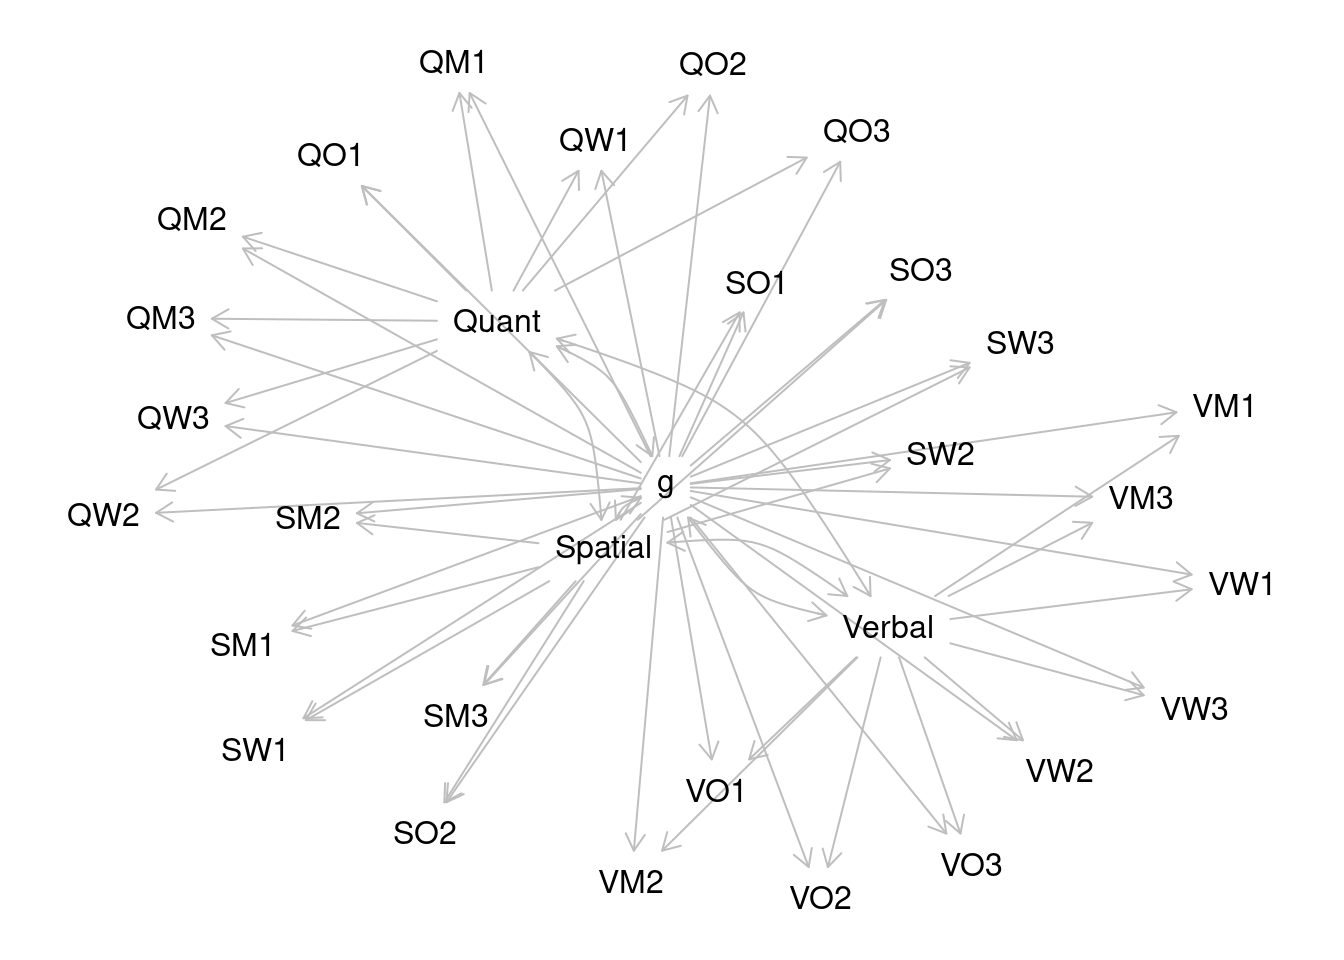 QM1
QO2
QO3
QW1
QO1
QM2
SO3
SO1
QM3
Quant
SW3
VM1
QW3
SW2
g
VM3
QW2
SM2
Spatial
VW1
Verbal
SM1
VW3
SM3
SW1
VW2
VO1
SO2
VO3
VM2
VO2